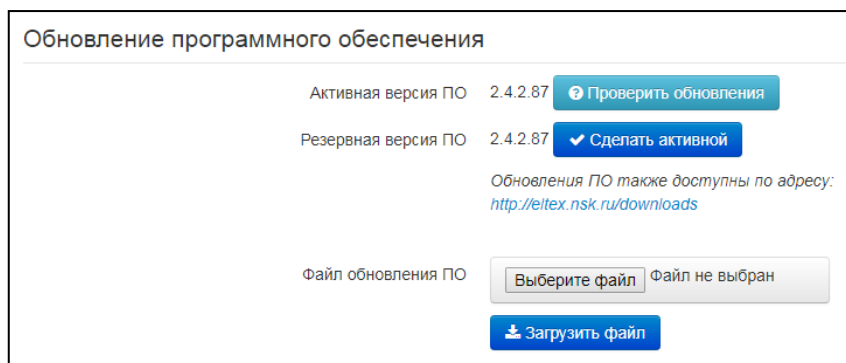 Обновление программного обеспечения
Активная версия ПО 2.4.2.87 Проверить обновления
Резервная версия ПО 2.4.2.87 Сделать активной
Обновления ПО также доступны по адресу:
http://eltex.nsk.ru/downloads
Файл обновления ПО Выберите файл Файл не выбран
Загрузить файл